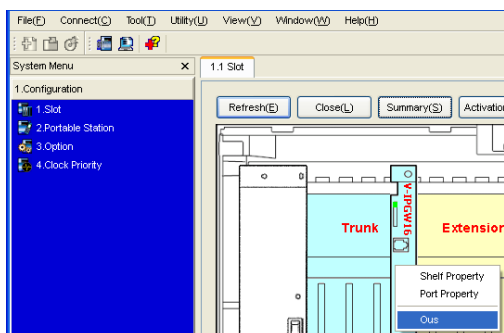 File(F) Connect(C) Tool(T) Utility(U) View(V) Window(W) Help(H)
System Menu
1.1 Slot
1.Configuration
1.Slot
2.Portable Station
3.Option
4.Clock Priority
Refresh(E) Close(L) Summary(S) Activation
V-IPGW16
Trunk
Extension
Shelf Property
Port Property
Ous